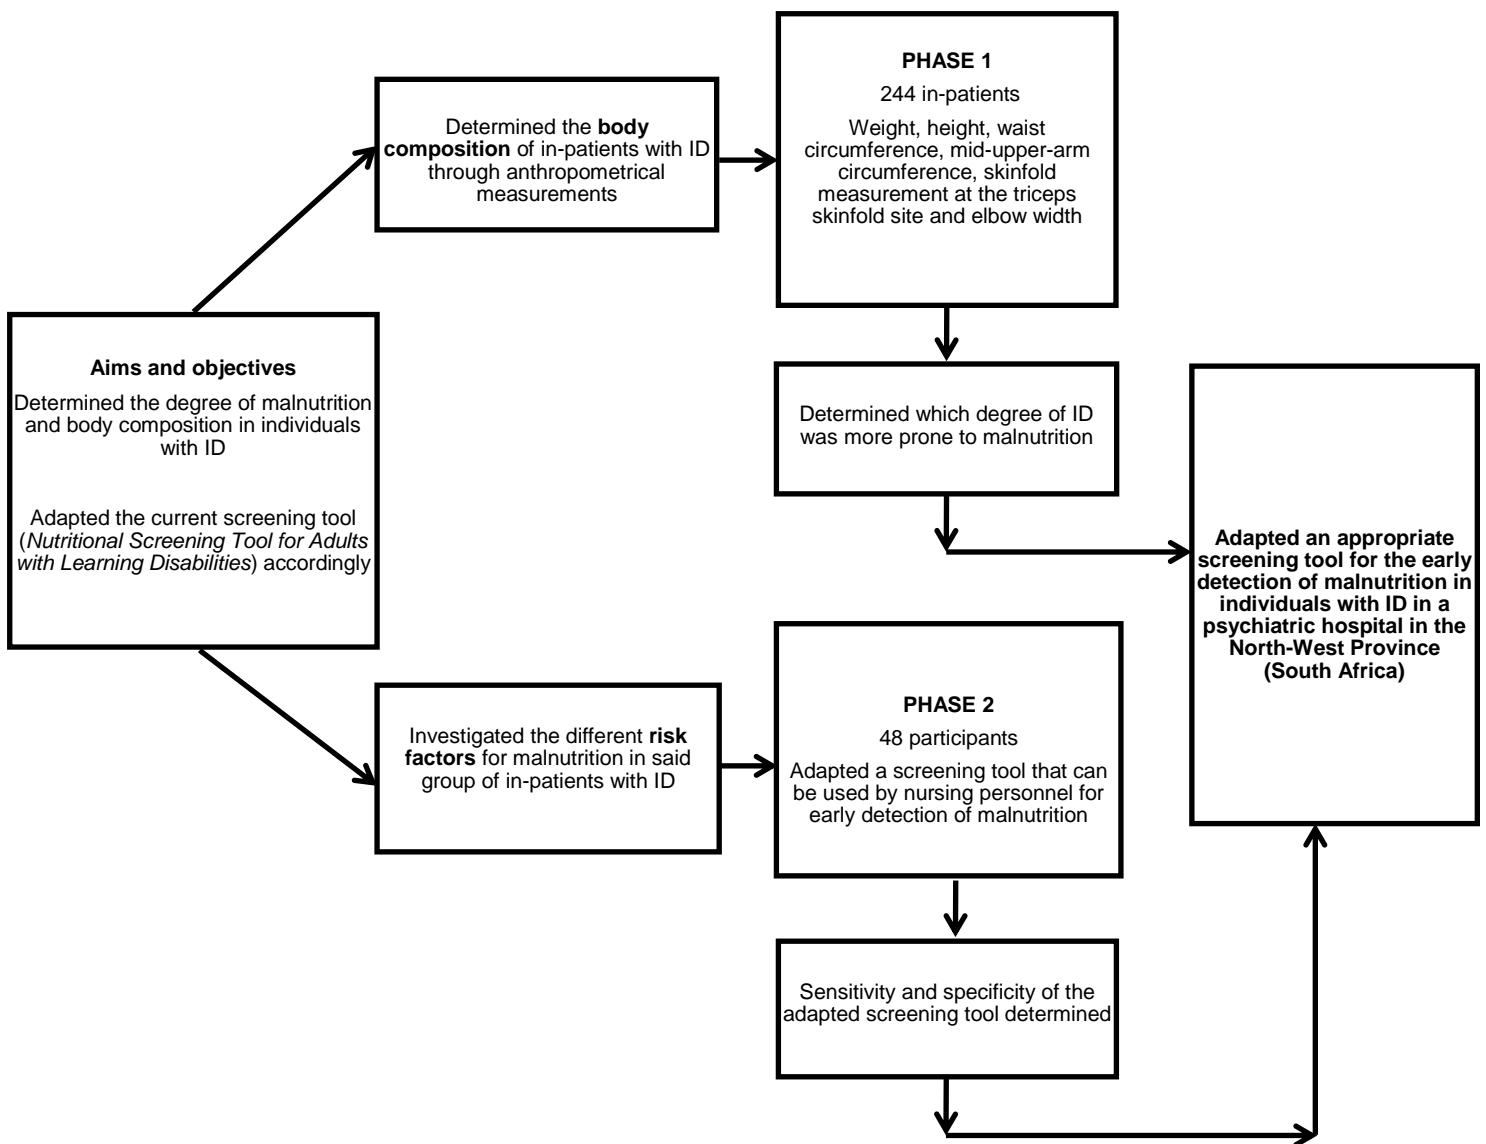 PHASE 1
244 in-patients
Weight, height, waist
circumference, mid-upper-arm
circumference, skinfold
measurement at the triceps
skinfold site and elbow width
Determined the body
composition of in-patients with ID
through anthropometrical
measurements
Aims and objectives
Determined the degree of malnutrition
and body composition in individuals
with ID
Adapted the current screening tool
(Nutritional Screening Tool for Adults
with Learning Disabilities) accordingly
Determined which degree of ID
was more prone to malnutrition
Adapted an appropriate
screening tool for the early
detection of malnutrition in
individuals with ID in a
psychiatric hospital in the
North-West Province
(South Africa)
Investigated the different risk
factors for malnutrition in said
group of in-patients with ID
PHASE 2
48 participants
Adapted a screening tool that can
be used by nursing personnel for
early detection of malnutrition
Sensitivity and specificity of the
adapted screening tool determined